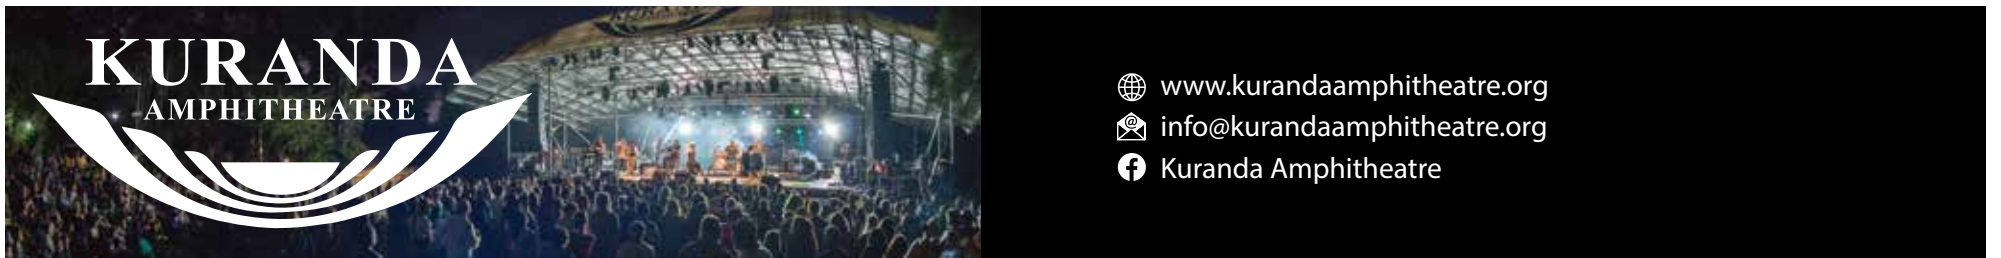 KURANDA
AMPHITHEATRE
www.kurandaamphitheatre.org
info@kurandaamphitheatre.org
Kuranda Amphitheatre